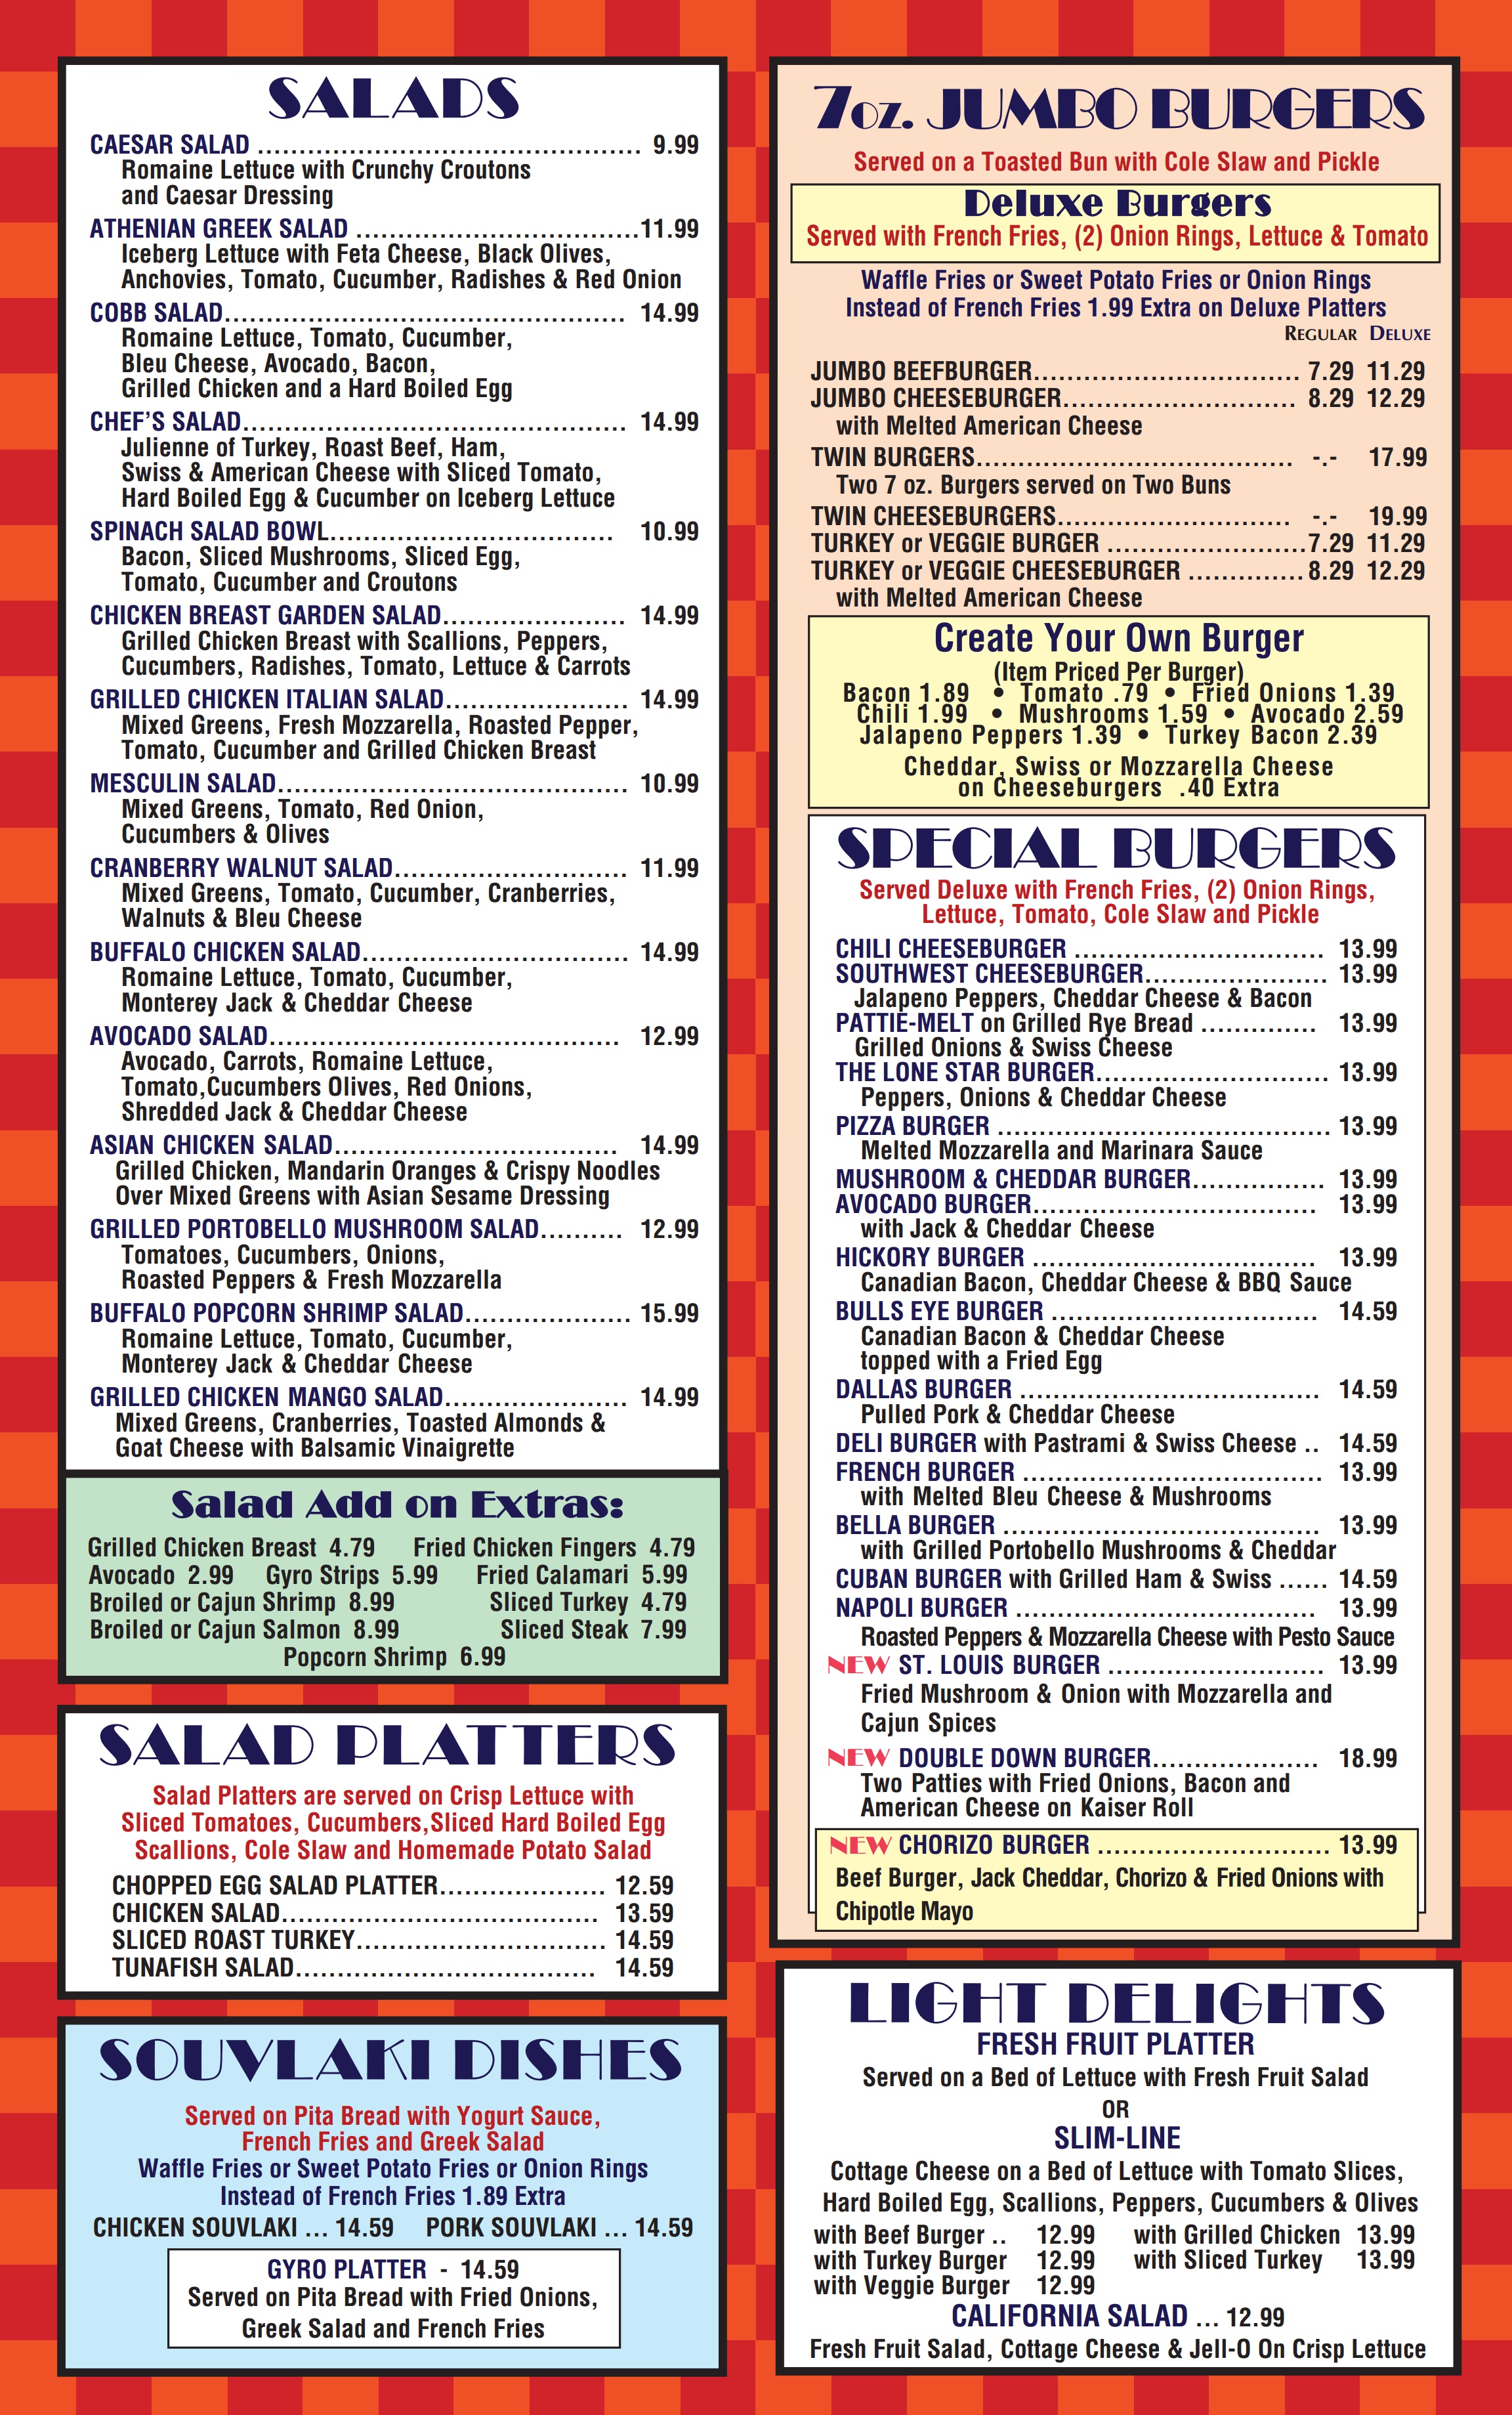 SALADS
CAESAR SALAD .............................................. 9.99
Romaine Lettuce with Crunchy Croutons
and Caesar Dressing
ATHENIAN GREEK SALAD ..................................11.99
Iceberg Lettuce with Feta Cheese, Black Olives,
Anchovies, Tomato, Cucumber, Radishes & Red Onion
COBB SALAD................................................ 14.99
Romaine Lettuce, Tomato, Cucumber,
Bleu Cheese, Avocado, Bacon,
Grilled Chicken and a Hard Boiled Egg
CHEF'S SALAD.............................................. 14.99
Julienne of Turkey, Roast Beef, Ham,
Swiss & American Cheese with Sliced Tomato,
Hard Boiled Egg & Cucumber on Iceberg Lettuce
SPINACH SALAD BOWL.................................. 10.99
Bacon, Sliced Mushrooms, Sliced Egg,
Tomato, Cucumber and Croutons
CHICKEN BREAST GARDEN SALAD...................... 14.99
Grilled Chicken Breast with Scallions, Peppers,
Cucumbers, Radishes, Tomato, Lettuce & Carrots
GRILLED CHICKEN ITALIAN SALAD...................... 14.99
Mixed Greens, Fresh Mozzarella, Roasted Pepper,
Tomato, Cucumber and Grilled Chicken Breast
MESCULIN SALAD.......................................... 10.99
Mixed Greens, Tomato, Red Onion,
Cucumbers & Olives
CRANBERRY WALNUT SALAD............................ 11.99
Mixed Greens, Tomato, Cucumber, Cranberries,
Walnuts & Bleu Cheese
BUFFALO CHICKEN SALAD................................ 14.99
Romaine Lettuce, Tomato, Cucumber,
Monterey Jack & Cheddar Cheese
AVOCADO SALAD.......................................... 12.99
Avocado, Carrots, Romaine Lettuce,
Tomato,Cucumbers Olives, Red Onions,
Shredded Jack & Cheddar Cheese
ASIAN CHICKEN SALAD.................................. 14.99
Grilled Chicken, Mandarin Oranges & Crispy Noodles
Over Mixed Greens with Asian Sesame Dressing
GRILLED PORTOBELLO MUSHROOM SALAD.......... 12.99
Tomatoes, Cucumbers, Onions,
Roasted Peppers & Fresh Mozzarella
BUFFALO POPCORN SHRIMP SALAD.................... 15.99
Romaine Lettuce, Tomato, Cucumber,
Monterey Jack & Cheddar Cheese
GRILLED CHICKEN MANGO SALAD...................... 14.99
Mixed Greens, Cranberries, Toasted Almonds &
Goat Cheese with Balsamic Vinaigrette
Salad Add on Extras:
Grilled Chicken Breast 4.79 Fried Chicken Fingers 4.79
Avocado 2.99 Gyro Strips 5.99 Fried Calamari 5.99
Broiled or Cajun Shrimp 8.99 Sliced Turkey 4.79
Broiled or Cajun Salmon 8.99 Sliced Steak 7.99
Popcorn Shrimp 6.99
SALAD PLATTERS
Salad Platters are served on Crisp Lettuce with
Sliced Tomatoes, Cucumbers,Sliced Hard Boiled Egg
Scallions, Cole Slaw and Homemade Potato Salad
CHOPPED EGG SALAD PLATTER.................... 12.59
CHICKEN SALAD...................................... 13.59
SLICED ROAST TURKEY.............................. 14.59
TUNAFISH SALAD.................................... 14.59
SOUVLAKI DISHES
Served on Pita Bread with Yogurt Sauce,
French Fries and Greek Salad
Waffle Fries or Sweet Potato Fries or Onion Rings
Instead of French Fries 1.89 Extra
CHICKEN SOUVLAKI ... 14.59 PORK SOUVLAKI ... 14.59
GYRO PLATTER - 14.59
Served on Pita Bread with Fried Onions,
Greek Salad and French Fries
7oz. JUMBO BURGERS
Served on a Toasted Bun with Cole Slaw and Pickle
Deluxe Burgers
Served with French Fries, (2) Onion Rings, Lettuce & Tomato
Waffle Fries or Sweet Potato Fries or Onion Rings
Instead of French Fries 1.99 Extra on Deluxe Platters
REGULAR DELUXE
JUMBO BEEFBURGER................................ 7.29 11.29
JUMBO CHEESEBURGER............................ 8.29 12.29
with Melted American Cheese
TWIN BURGERS...................................... -.- 17.99
Two 7 oz. Burgers served on Two Buns
TWIN CHEESEBURGERS............................ -.- 19.99
TURKEY or VEGGIE BURGER ........................7.29 11.29
TURKEY or VEGGIE CHEESEBURGER .............. 8.29 12.29
with Melted American Cheese
Create Your Own Burger
(Item Priced Per Burger)
Bacon 1.89 • Tomato .79 • Fried Onions 1.39
Chili 1.99 • Mushrooms 1.59 • Avocado 2.59
Jalapeno Peppers 1.39 • Turkey Bacon 2.39
Cheddar, Swiss or Mozzarella Cheese
on Cheeseburgers .40 Extra
SPECIAL BURGERS
Served Deluxe with French Fries, (2) Onion Rings,
Lettuce, Tomato, Cole Slaw and Pickle
CHILI CHEESEBURGER .............................. 13.99
SOUTHWEST CHEESEBURGER...................... 13.99
Jalapeno Peppers, Cheddar Cheese & Bacon
PATTIE-MELT on Grilled Rye Bread .............. 13.99
Grilled Onions & Swiss Cheese
THE LONE STAR BURGER............................ 13.99
Peppers, Onions & Cheddar Cheese
PIZZA BURGER ........................................ 13.99
Melted Mozzarella and Marinara Sauce
MUSHROOM & CHEDDAR BURGER................ 13.99
AVOCADO BURGER.................................. 13.99
with Jack & Cheddar Cheese
HICKORY BURGER .................................. 13.99
Canadian Bacon, Cheddar Cheese & BBQ Sauce
BULLS EYE BURGER ................................ 14.59
Canadian Bacon & Cheddar Cheese
topped with a Fried Egg
DALLAS BURGER .................................... 14.59
Pulled Pork & Cheddar Cheese
DELI BURGER with Pastrami & Swiss Cheese .. 14.59
FRENCH BURGER .................................... 13.99
with Melted Bleu Cheese & Mushrooms
BELLA BURGER ...................................... 13.99
with Grilled Portobello Mushrooms & Cheddar
CUBAN BURGER with Grilled Ham & Swiss ...... 14.59
NAPOLI BURGER .................................... 13.99
Roasted Peppers & Mozzarella Cheese with Pesto Sauce
NEW ST. LOUIS BURGER .......................... 13.99
Fried Mushroom & Onion with Mozzarella and
Cajun Spices
NEW DOUBLE DOWN BURGER.................... 18.99
Two Patties with Fried Onions, Bacon and
American Cheese on Kaiser Roll
NEW CHORIZO BURGER ............................ 13.99
Beef Burger, Jack Cheddar, Chorizo & Fried Onions with
Chipotle Mayo
LIGHT DELIGHTS
FRESH FRUIT PLATTER
Served on a Bed of Lettuce with Fresh Fruit Salad
OR
SLIM-LINE
Cottage Cheese on a Bed of Lettuce with Tomato Slices,
Hard Boiled Egg, Scallions, Peppers, Cucumbers & Olives
with Beef Burger .. 12.99 with Grilled Chicken 13.99
with Turkey Burger 12.99 with Sliced Turkey 13.99
with Veggie Burger 12.99
CALIFORNIA SALAD ... 12.99
Fresh Fruit Salad, Cottage Cheese & Jell-O On Crisp Lettuce